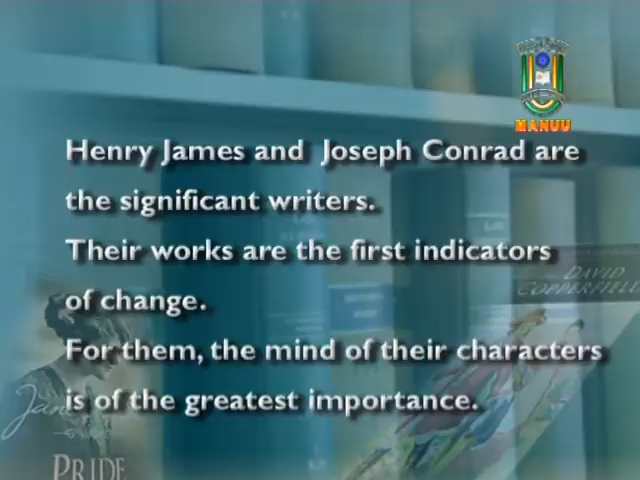 MANUU
Henry James and Joseph Conrad are
the significant writers.
Their works are the first indicators
of change.
For them, the mind of their characters
is of the greatest importance.
DAVID
COPPERFIELD
Jan
PRIDE